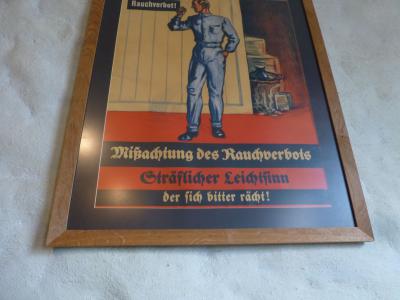 Rauchverbot!
Mißachtung des Rauchverbots
Sträflicher Leichtsinn
der sich bitter rächt!